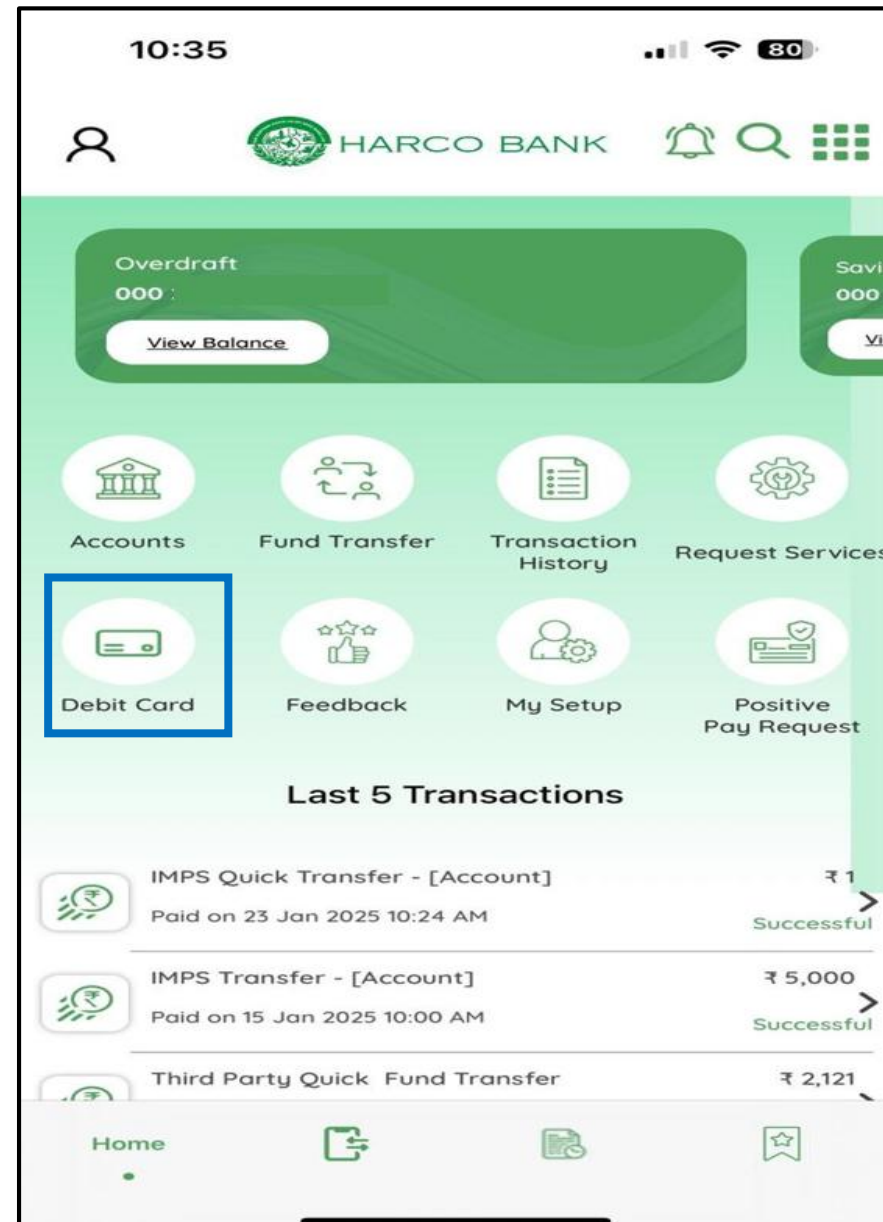 10:35
80
HARCO BANK
Overdraft
000
View Balance
Savi
000
Vi
Accounts
Fund Transfer
Transaction
History
Request Services
Debit Card
Feedback
My Setup
Positive
Pay Request
Last 5 Transactions
IMPS Quick Transfer - [Account]
₹ 1
Paid on 23 Jan 2025 10:24 AM
Successful
IMPS Transfer - [Account]
₹ 5,000
Paid on 15 Jan 2025 10:00 AM
Successful
Third Party Quick Fund Transfer
₹ 2,121
Home